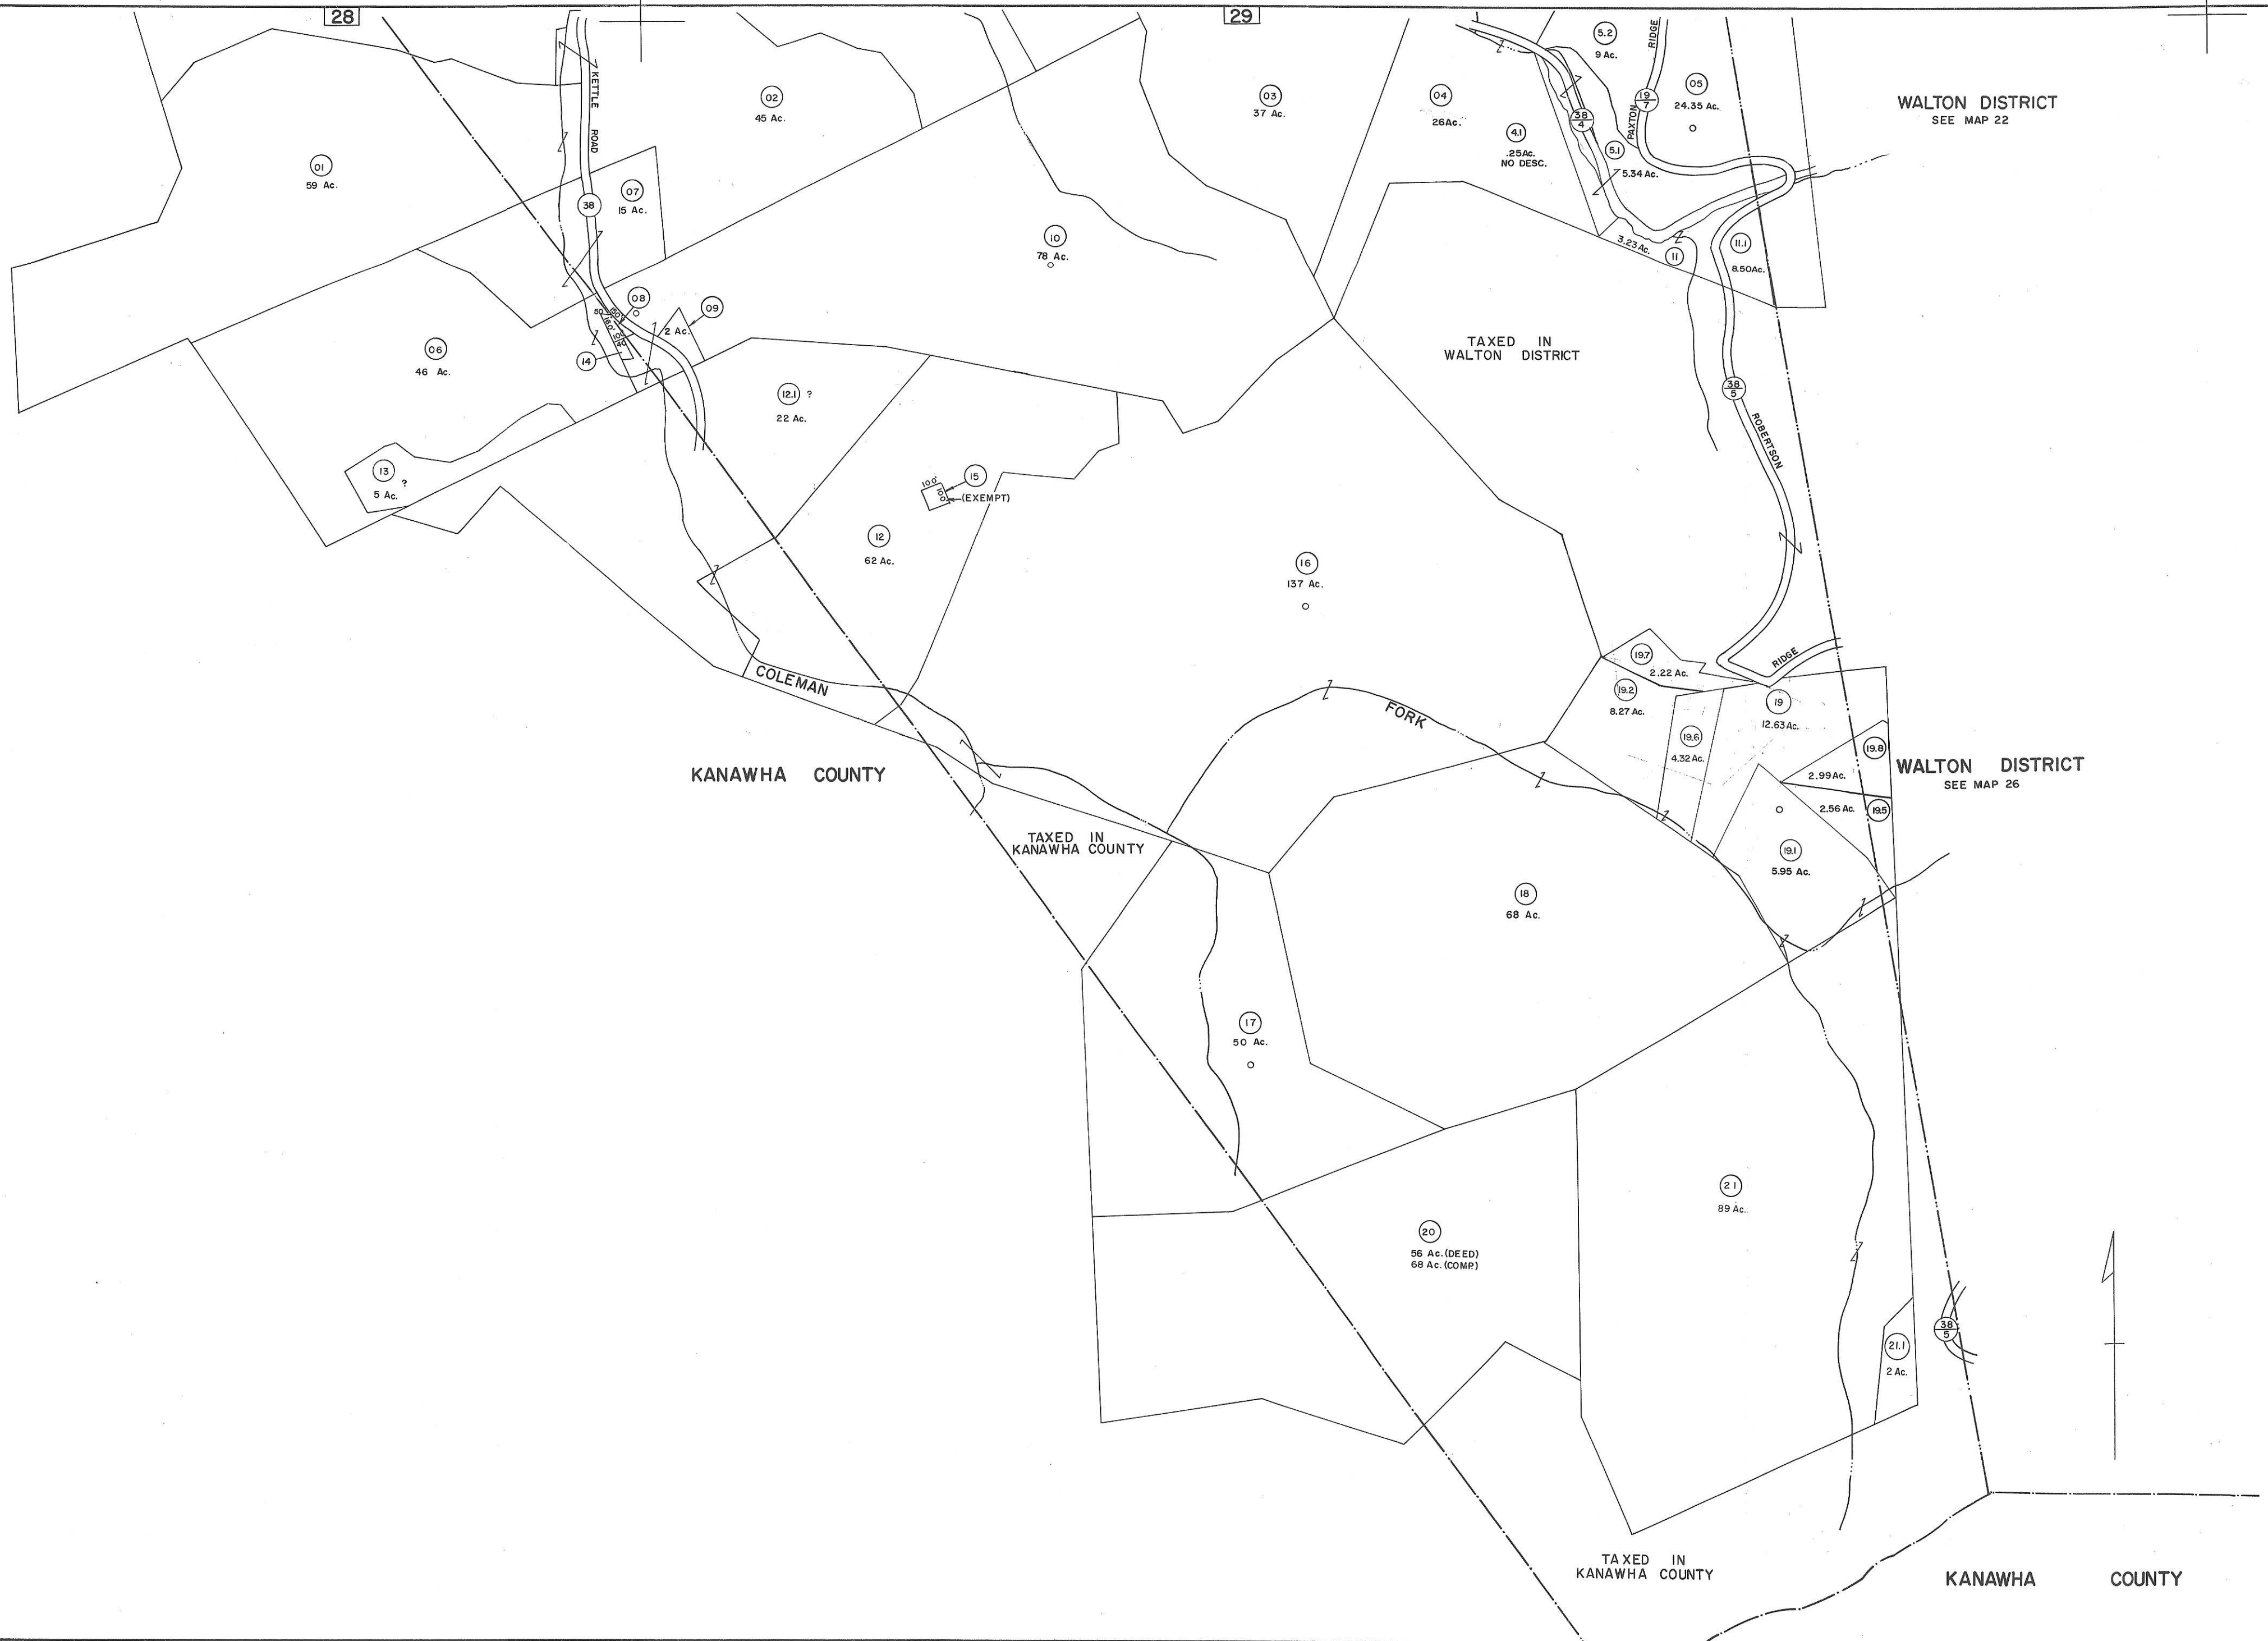 28
29
KETTLE ROAD
38
01
59 Ac.
02
45 Ac.
03
37 Ac.
04
26Ac.
4.1
.25Ac.
NO DESC.
5.2
9 Ac.
PAXTON RIDGE
19
7
05
24.35 Ac.
38
4
5.1
5.34 Ac.
WALTON DISTRICT
SEE MAP 22
07
15 Ac.
10
78 Ac.
3.23 Ac.
11
11.1
8.50Ac.
08
50
160'
100'
40
14
09
2 Ac.
06
46 Ac.
TAXED IN
WALTON DISTRICT
38
5
ROBERTSON
RIDGE
12.1 ?
22 Ac.
13
?
5 Ac.
15
100'
100'
(EXEMPT)
12
62 Ac.
16
137 Ac.
COLEMAN
FORK
19.7
2.22 Ac.
19.2
8.27 Ac.
19
12.63 Ac.
19.6
4.32 Ac.
19.8
2.99 Ac.
2.56 Ac.
19.5
19.1
5.95 Ac.
WALTON DISTRICT
SEE MAP 26
KANAWHA COUNTY
TAXED IN
KANAWHA COUNTY
18
68 Ac.
17
50 Ac.
21
89 Ac.
20
56 Ac. (DEED)
68 Ac. (COMP.)
38
5
21.1
2 Ac.
TAXED IN
KANAWHA COUNTY
KANAWHA COUNTY